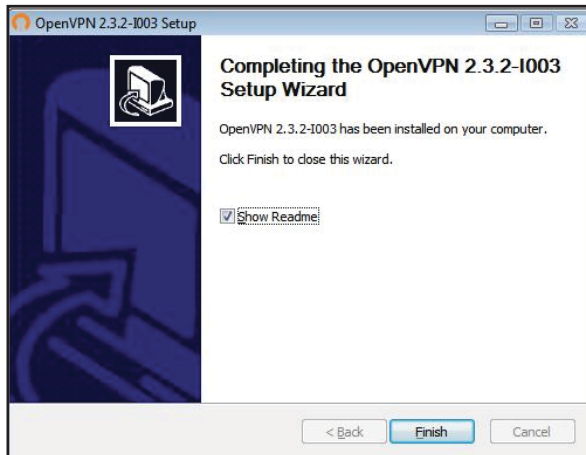 OpenVPN 2.3.2-I003 Setup
Completing the OpenVPN 2.3.2-I003
Setup Wizard
OpenVPN 2.3.2-I003 has been installed on your computer.
Click Finish to close this wizard.
Show Readme
< Back Finish Cancel